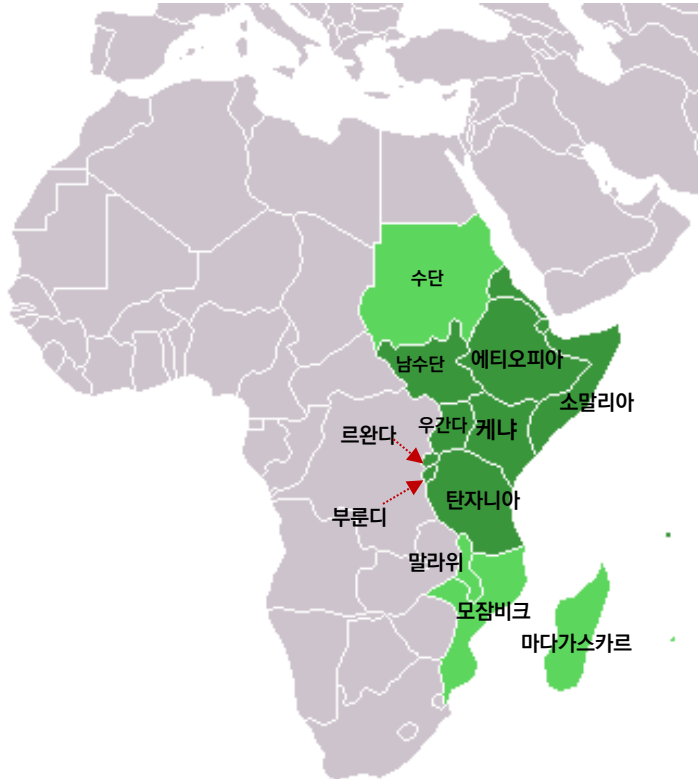 수단
남수단
에티오피아
소말리아
우간다
케냐
르완다
탄자니아
부룬디
말라위
모잠비크
마다가스카르